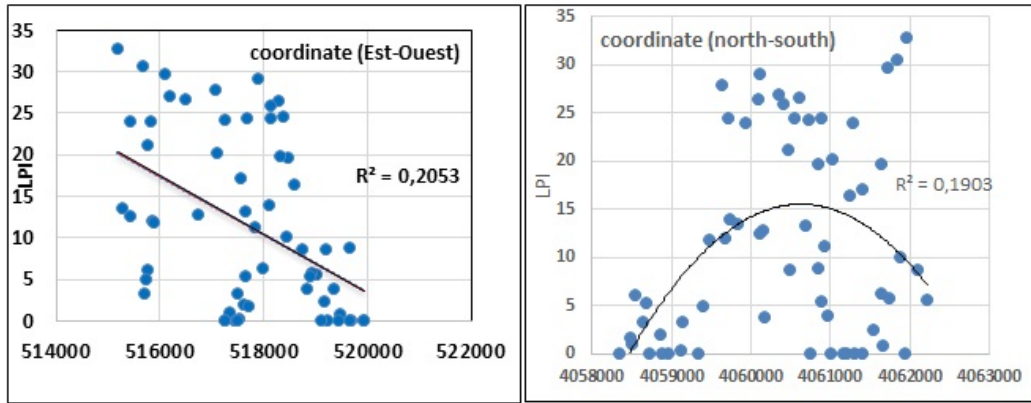 35
30
25
20
15
10
5
0
LPI
coordinate (Est-Ouest)
R² = 0,2053
514000 516000 518000 520000 522000
35
30
25
20
15
10
5
0
LPI
coordinate (north-south)
R² = 0,1903
4058000 4059000 4060000 4061000 4062000 4063000